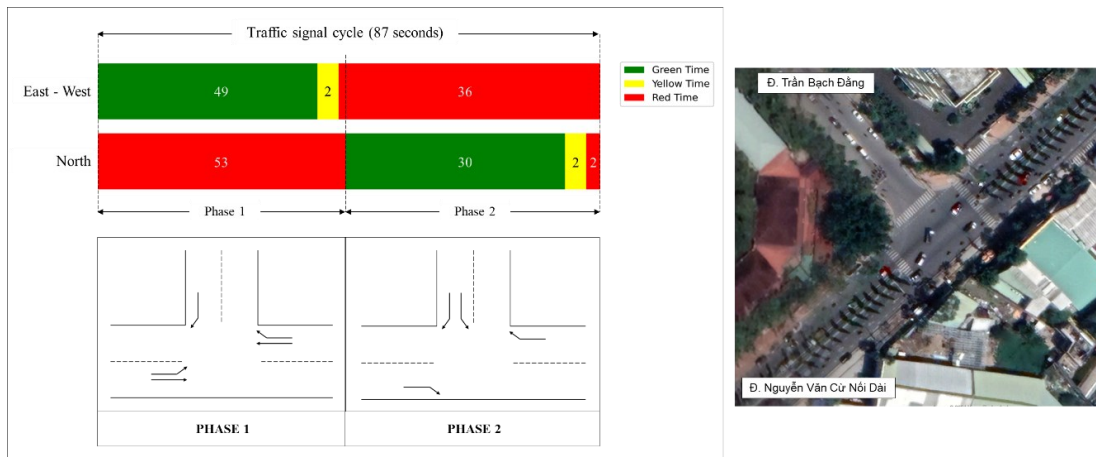 Traffic signal cycle (87 seconds)
East - West
49
2
36
Green Time
Yellow Time
Red Time
North
53
30
2
2
Phase 1
Phase 2
PHASE 1
PHASE 2
Đ. Trần Bạch Đằng
Đ. Nguyễn Văn Cừ Nối Dài